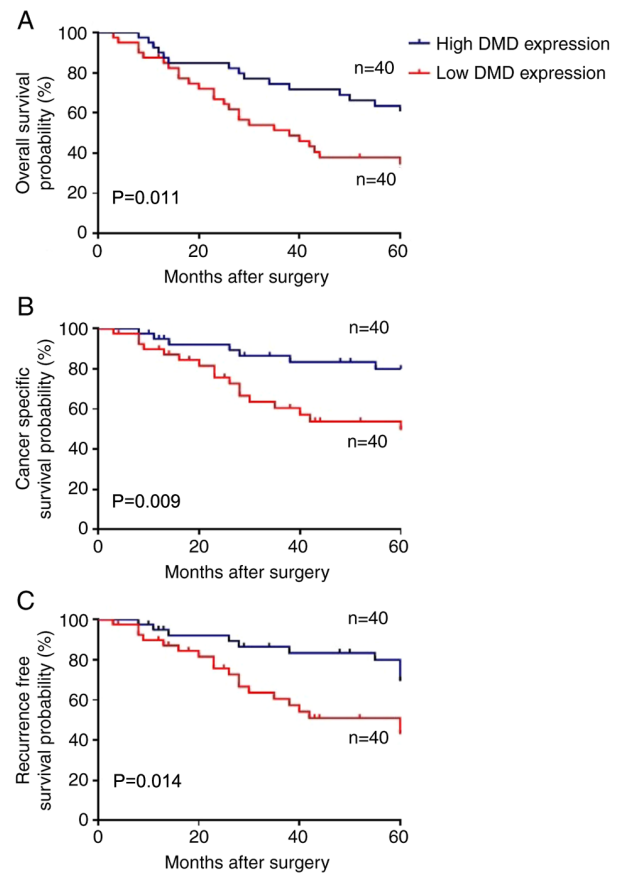 A
High DMD expression
Low DMD expression
Overall survival
probability (%)
100
80
60
40
20
0
n=40
n=40
P=0.011
0 20 40 60
Months after surgery
B
Cancer specific
survival probability (%)
100
80
60
40
20
0
n=40
n=40
P=0.009
0 20 40 60
Months after surgery
C
Recurrence free
survival probability (%)
100
80
60
40
20
0
n=40
n=40
P=0.014
0 20 40 60
Months after surgery